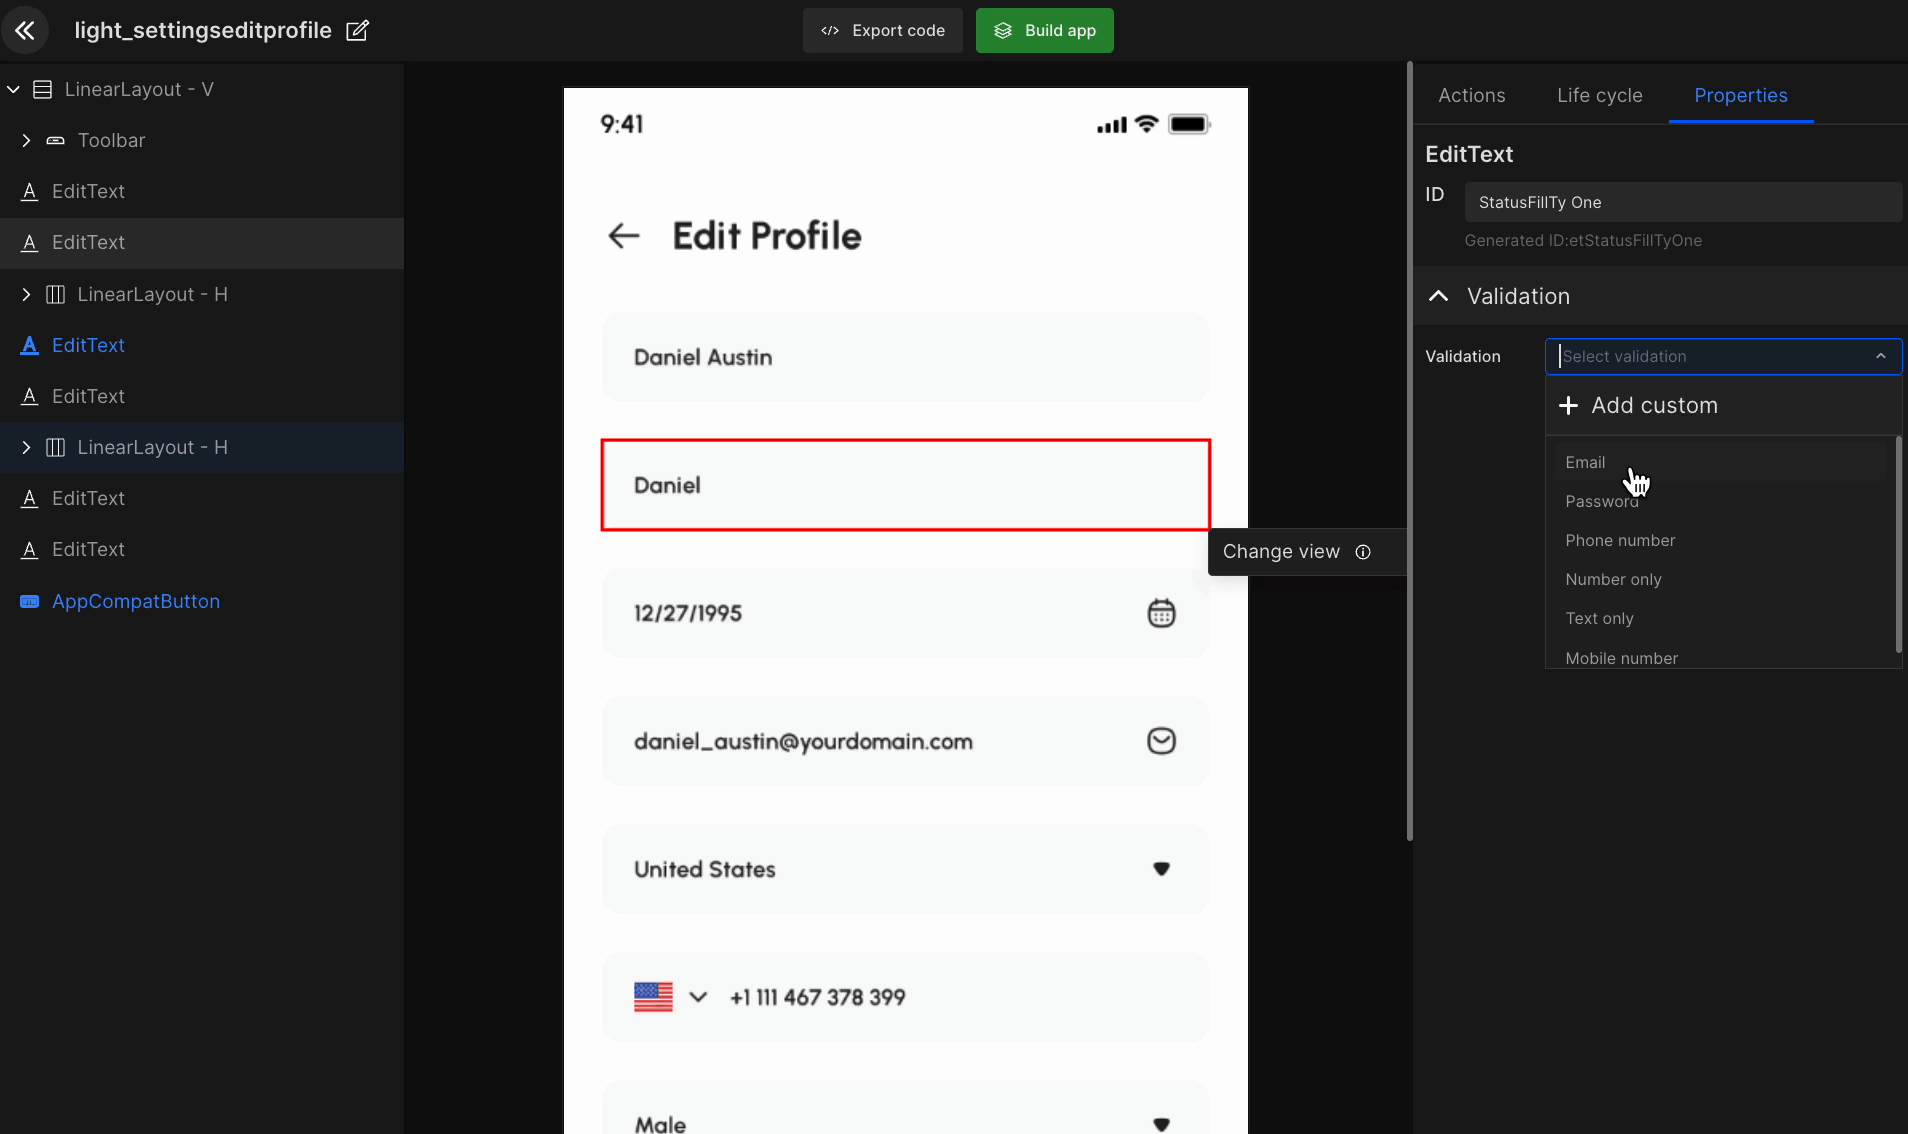 light_settingseditprofile
</> Export code
Build app
LinearLayout - V
Toolbar
EditText
EditText
LinearLayout - H
EditText
EditText
LinearLayout - H
EditText
EditText
AppCompatButton
9:41
Edit Profile
Daniel Austin
Daniel
Change view
12/27/1995
daniel_austin@yourdomain.com
United States
+1 111 467 378 399
Male
Actions
Life cycle
Properties
EditText
ID
StatusFillTy One
Generated ID:etStatusFillTyOne
Validation
Validation
Select validation
+ Add custom
Email
Password
Phone number
Number only
Text only
Mobile number